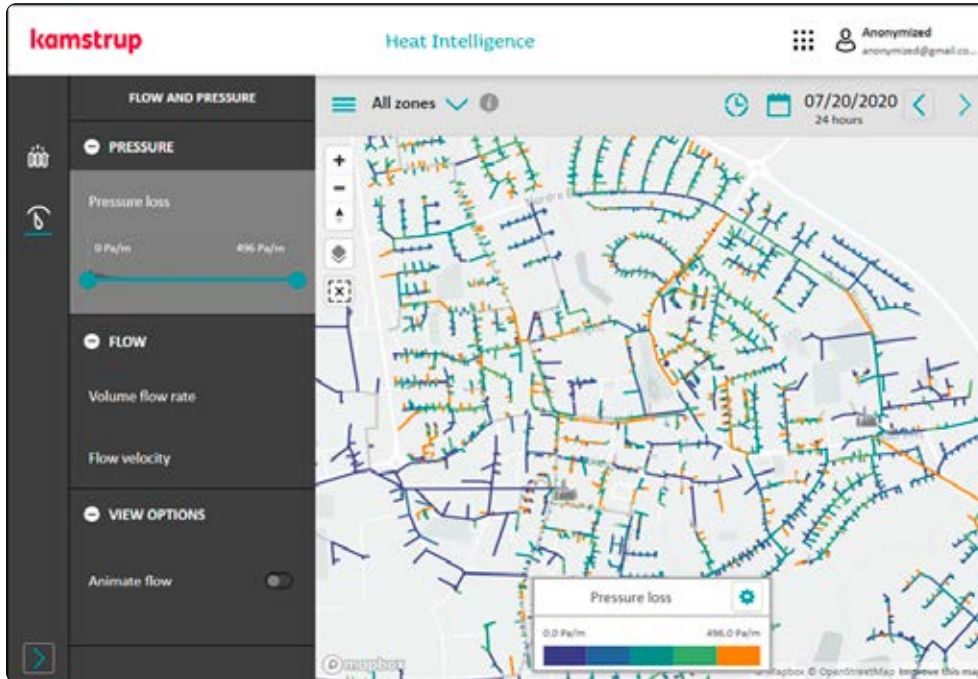 kamstrup
Heat Intelligence
Anonymized
anonymized@gmail.co...
FLOW AND PRESSURE
All zones
07/20/2020
24 hours
PRESSURE
Pressure loss
0 Pa/m 496 Pa/m
FLOW
Volume flow rate
Flow velocity
VIEW OPTIONS
Animate flow
Pressure loss
0.0 Pa/m 496.0 Pa/m
mapbox
© Mapbox © OpenStreetMap Improve this map